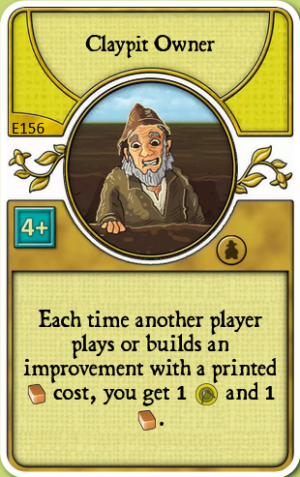 Claypit Owner
E156
4+
Each time another player
plays or builds an
improvement with a printed
cost, you get 1 and 1
.